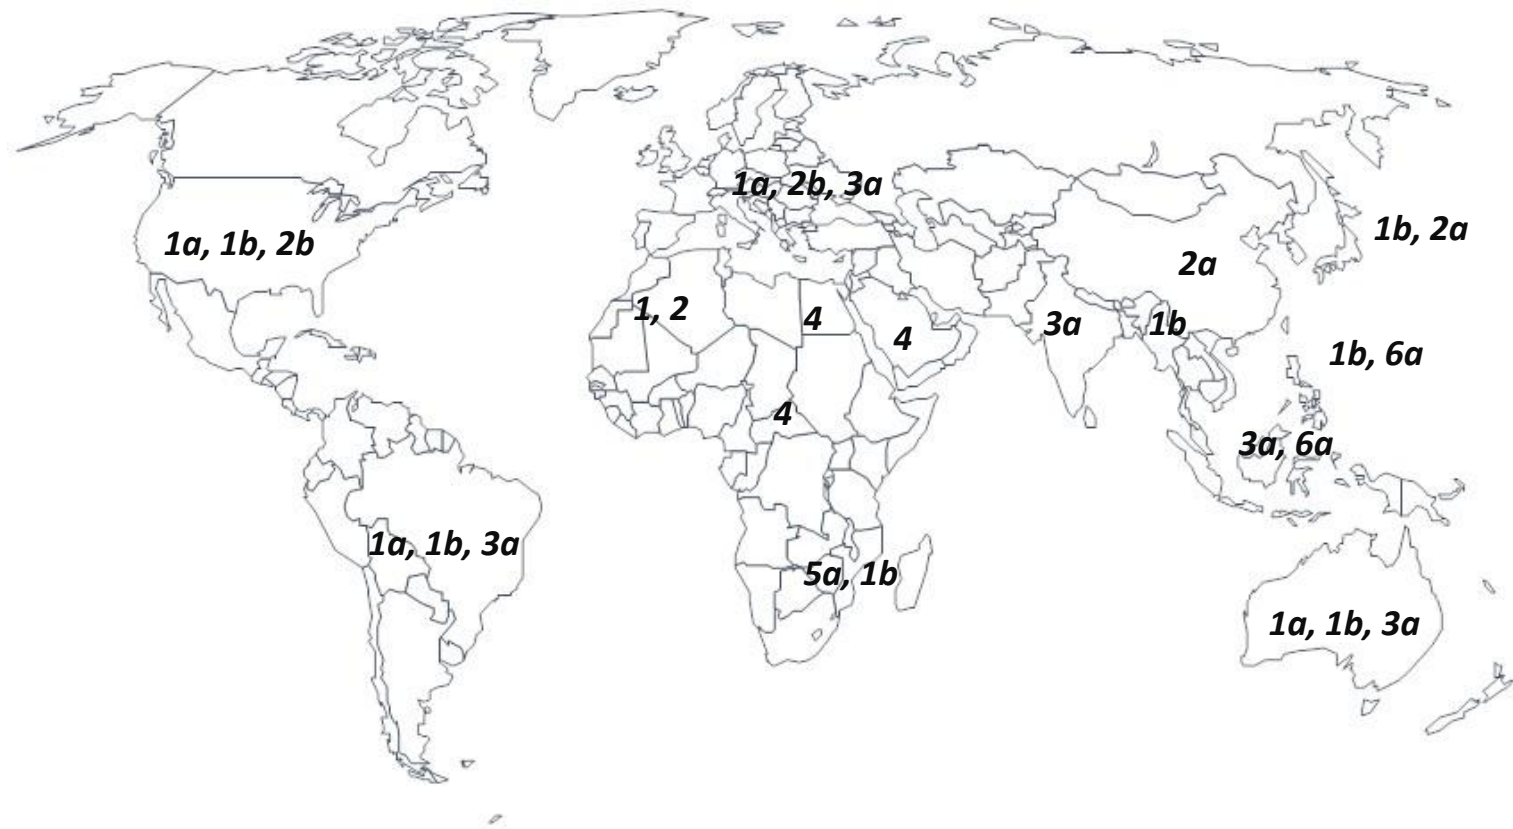 1a, 2b, 3a
1a, 1b, 2b
1b, 2a
2a
1, 2
4
4
3a
1b
1b, 6a
4
3a, 6a
1a, 1b, 3a
5a, 1b
1a, 1b, 3a